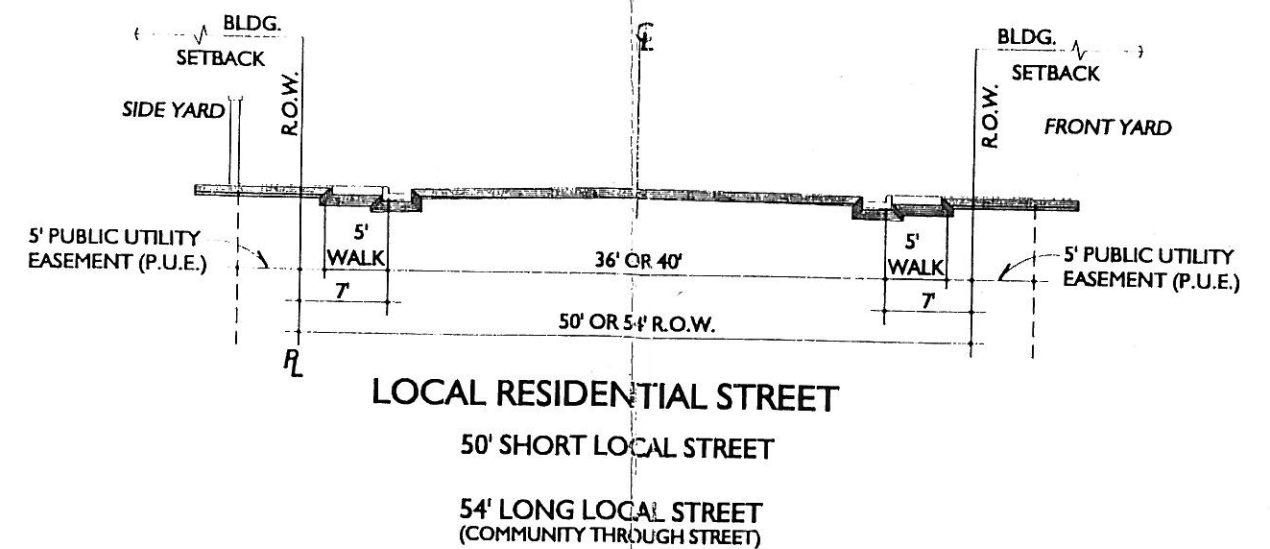 BLDG.
SETBACK
SIDE YARD
R.O.W.
℄
BLDG.
SETBACK
R.O.W.
FRONT YARD
5' PUBLIC UTILITY
EASEMENT (P.U.E.)
5'
WALK
7'
36' OR 40'
5'
WALK
7'
5' PUBLIC UTILITY
EASEMENT (P.U.E.)
50' OR 54' R.O.W.
PL
LOCAL RESIDENTIAL STREET
50' SHORT LOCAL STREET
54' LONG LOCAL STREET
(COMMUNITY THROUGH STREET)